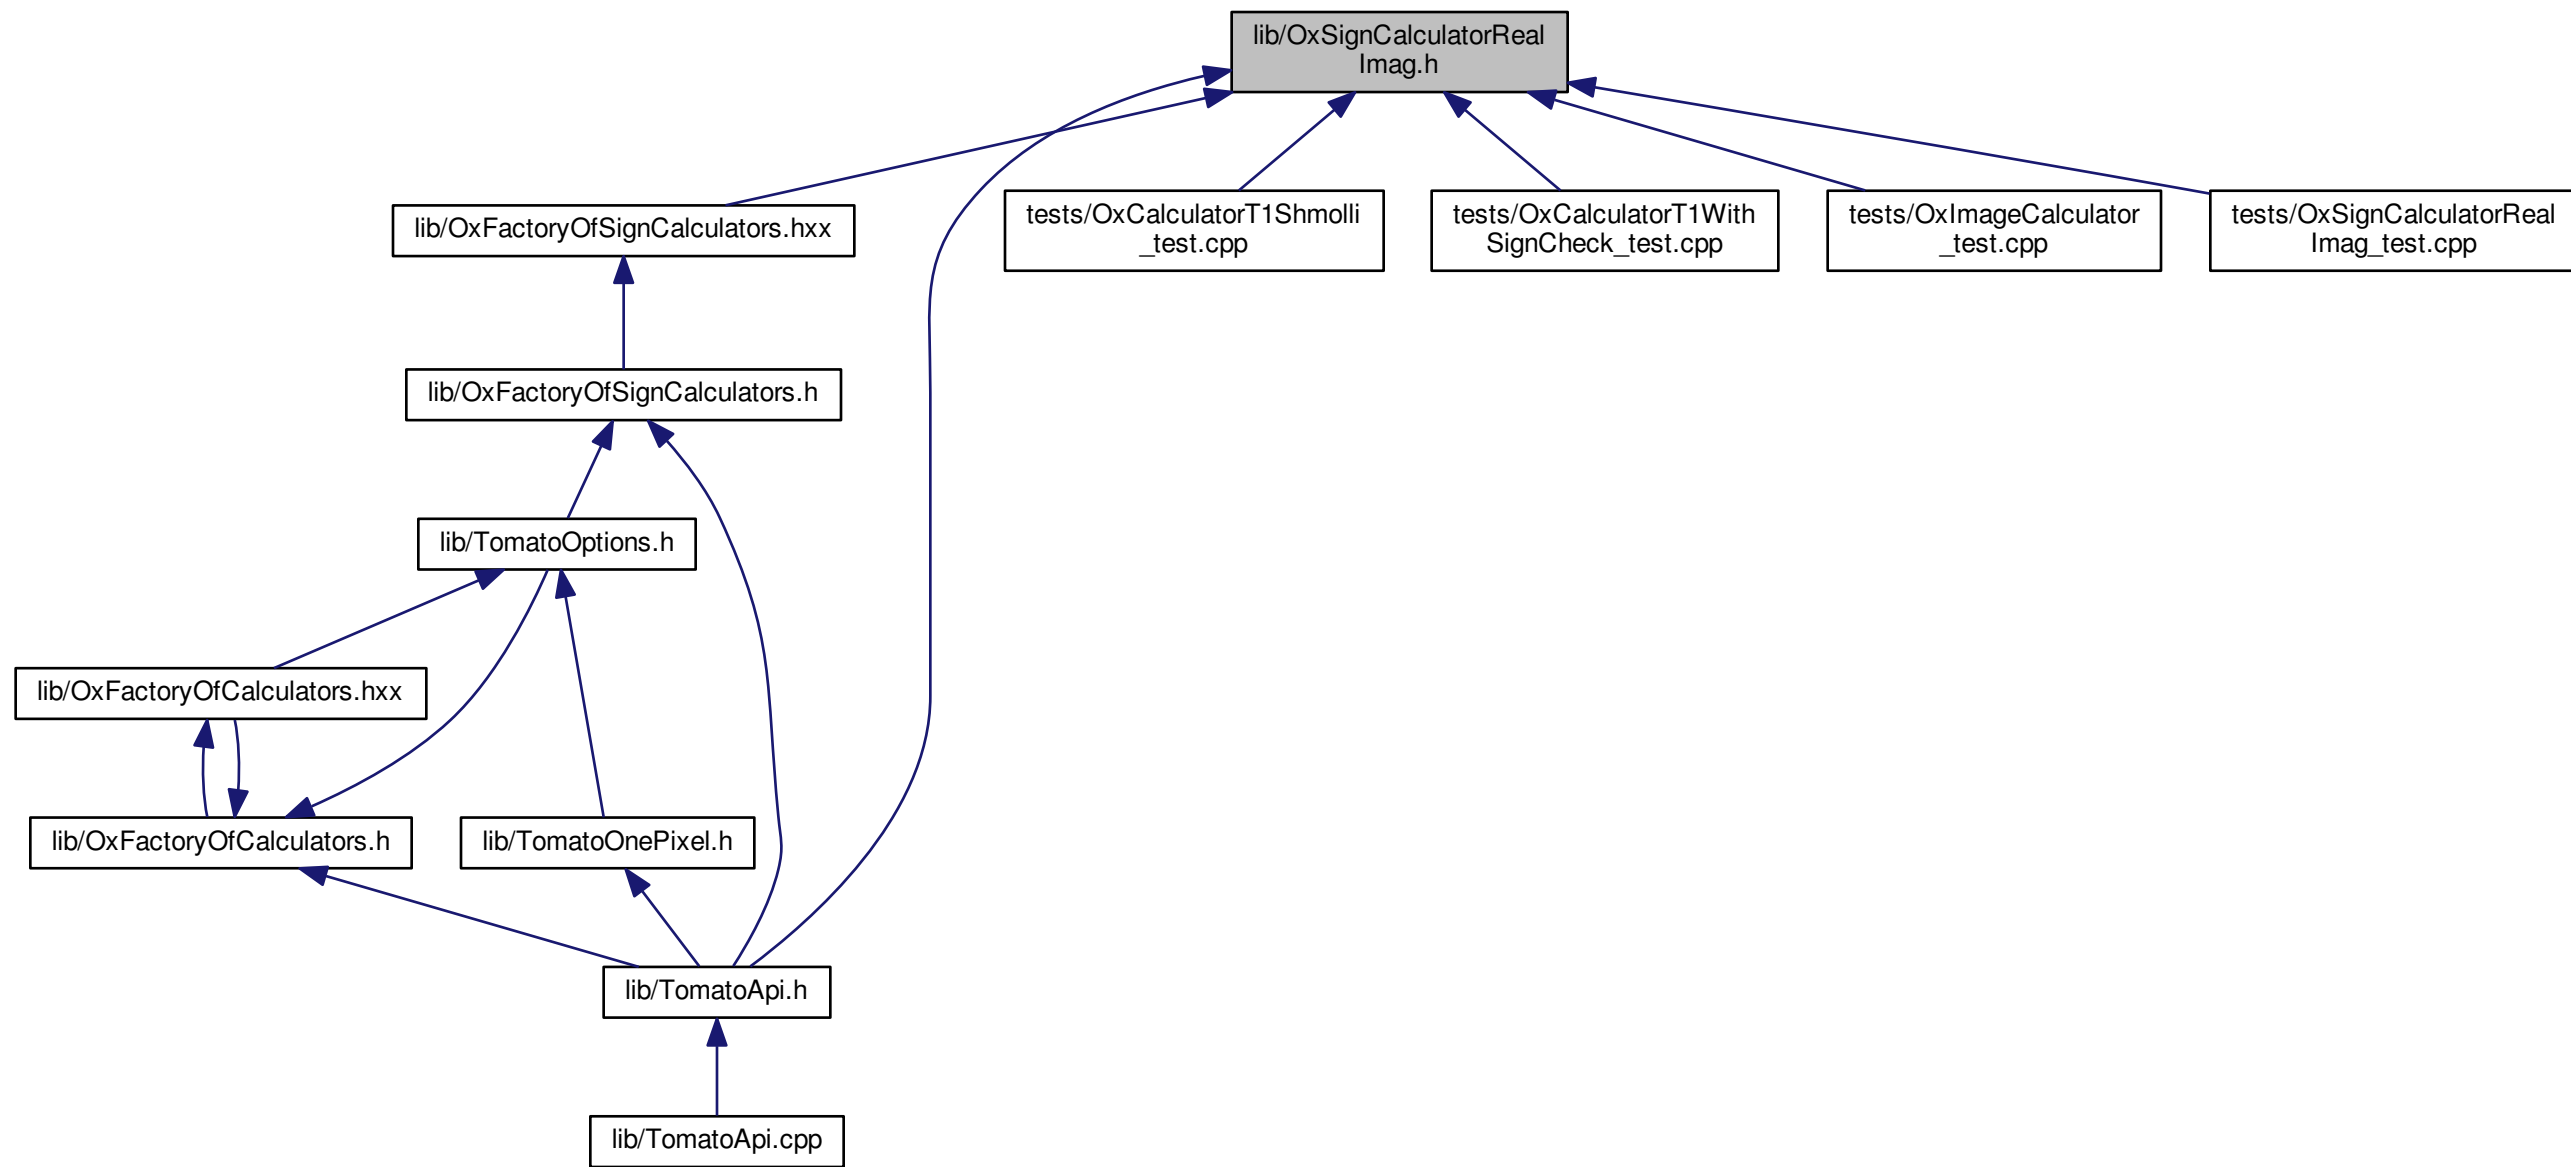 lib/OxSignCalculatorReal
Imag.h
lib/OxFactoryOfSignCalculators.hxx
tests/OxCalculatorT1Shmolli
_test.cpp
tests/OxCalculatorT1With
SignCheck_test.cpp
tests/OxImageCalculator
_test.cpp
tests/OxSignCalculatorReal
Imag_test.cpp
lib/OxFactoryOfSignCalculators.h
lib/TomatoOptions.h
lib/OxFactoryOfCalculators.hxx
lib/OxFactoryOfCalculators.h
lib/TomatoOnePixel.h
lib/TomatoApi.h
lib/TomatoApi.cpp